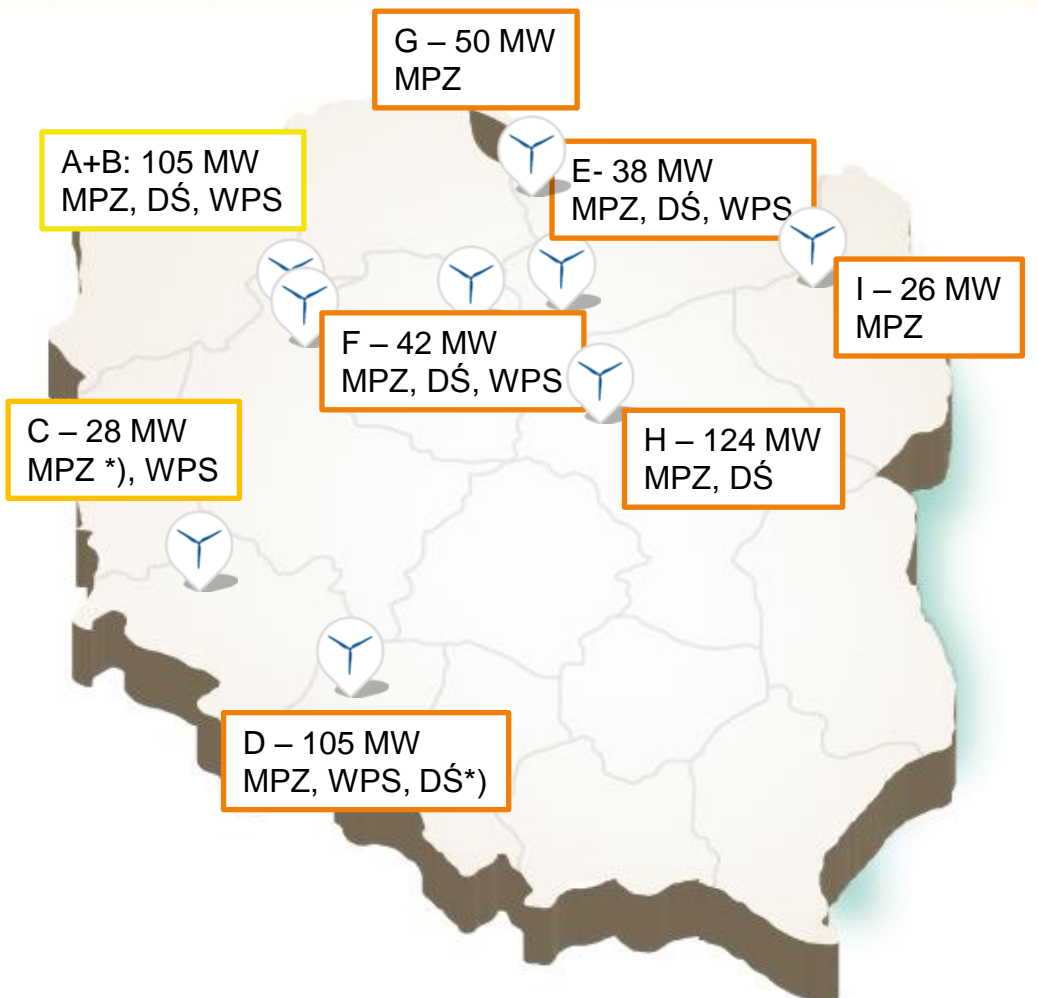 G – 50 MW
MPZ
A+B: 105 MW
MPZ, DŚ, WPS
E- 38 MW
MPZ, DŚ, WPS
I – 26 MW
MPZ
F – 42 MW
MPZ, DŚ, WPS
C – 28 MW
MPZ *), WPS
H – 124 MW
MPZ, DŚ
D – 105 MW
MPZ, WPS, DŚ*)